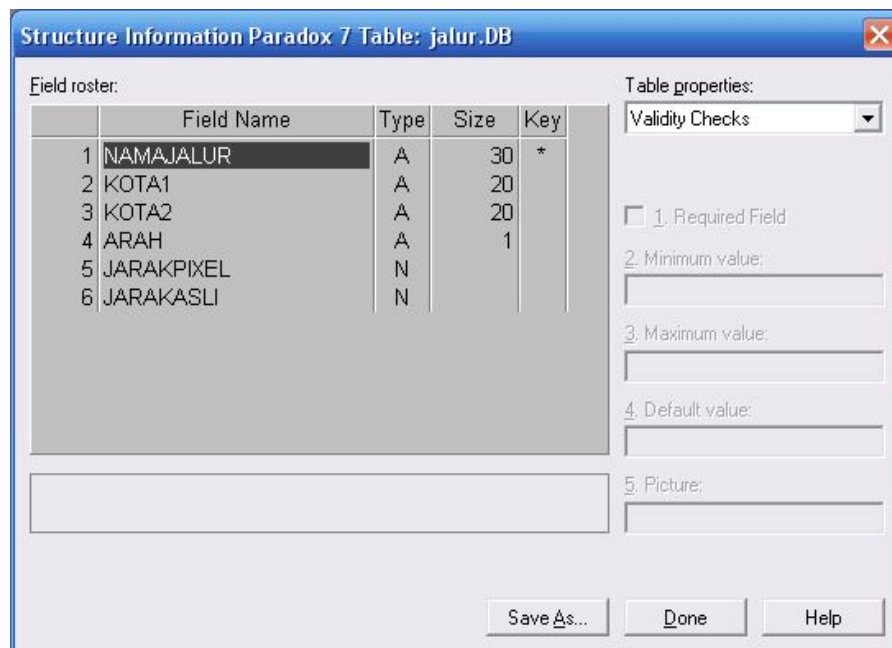 Structure Information Paradox 7 Table: jalur.DB
Field roster:
Table properties:
Field Name Type Size Key
Validity Checks
1 NAMAJALUR A 30 *
2 KOTA1 A 20
3 KOTA2 A 20
4 ARAH A 1
5 JARAKPIXEL N
6 JARAKASLI N
1. Required Field
2. Minimum value:
3. Maximum value:
4. Default value:
5. Picture:
Save As...
Done
Help